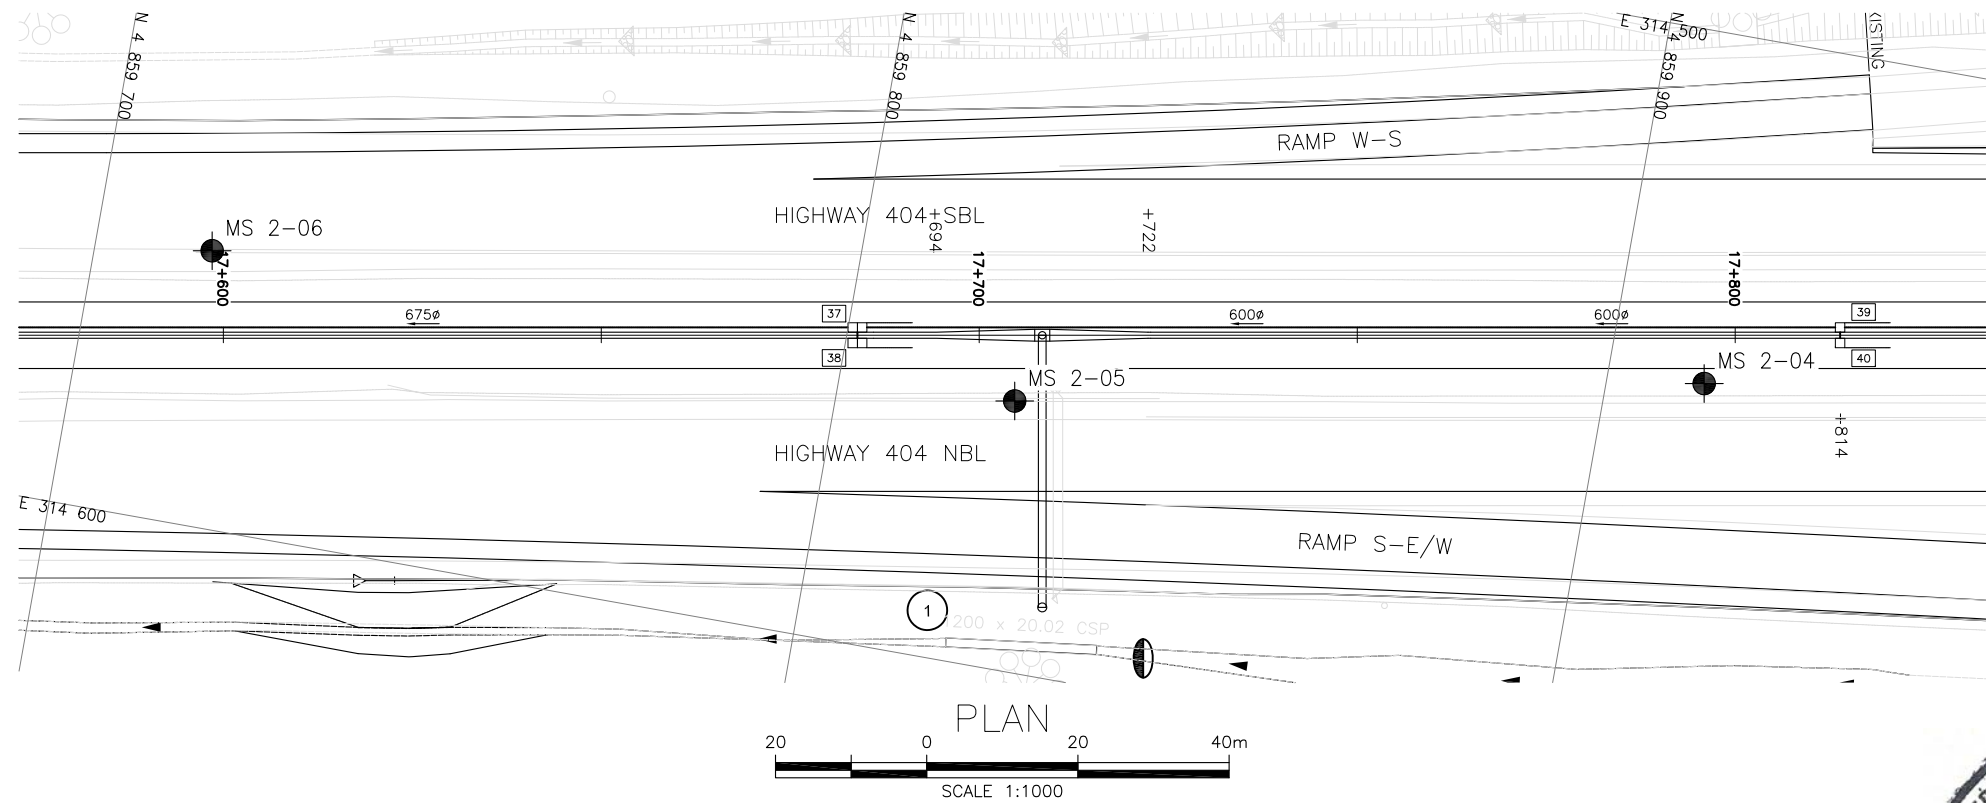 N 4 859 700
N 4 859 800
E 314 500
N 4 859 900
RAMP W-S
HIGHWAY 404 SBL
+694
+722
MS 2-06
17+600
17+700
17+800
675ø
37
600ø
600ø
39
38
40
MS 2-05
MS 2-04
+814
HIGHWAY 404 NBL
E 314 600
RAMP S-E/W
1
200 x 20.02 CSP
PLAN
20 0 20 40m
SCALE 1:1000